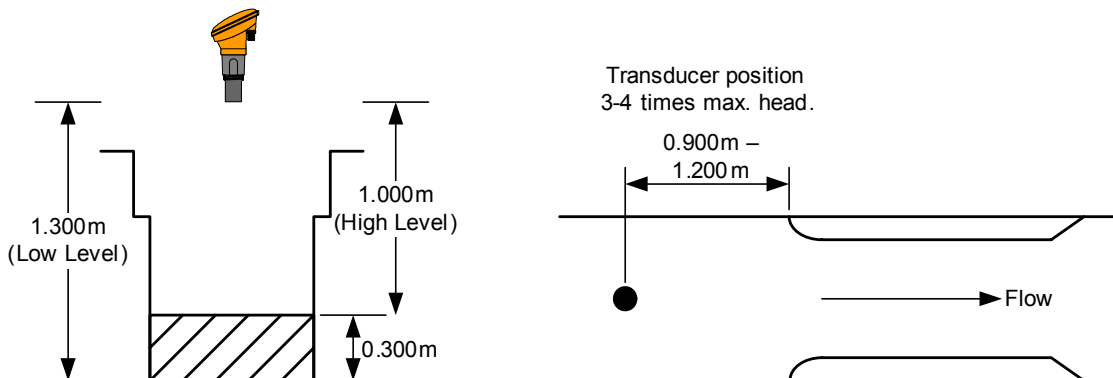 1.300m
(Low Level)
1.000m
(High Level)
0.300m
Transducer position
3-4 times max. head.
0.900m –
1.200m
Flow